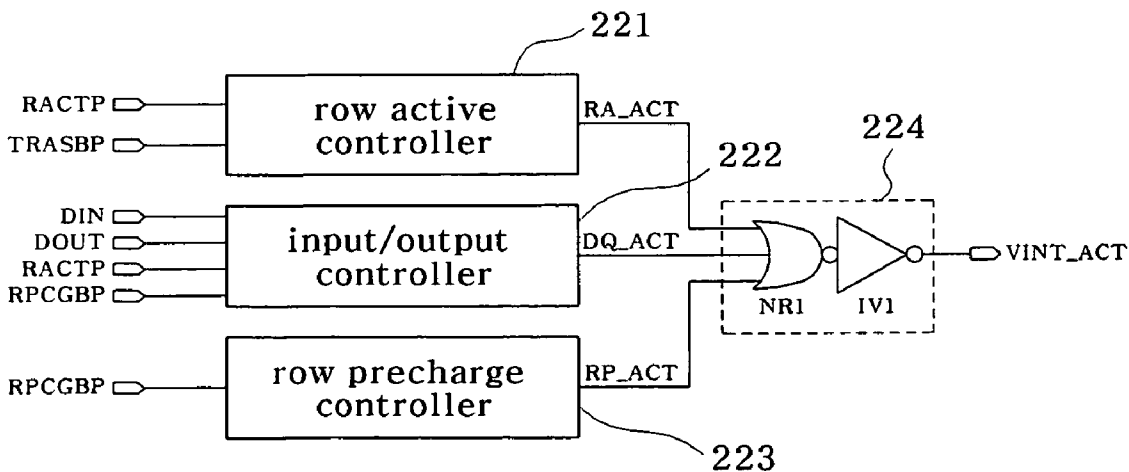 221
RACTP
TRASBP
row active
controller
RA_ACT
222
224
DIN
DOUT
RACTP
RPCGBP
input/output
controller
DQ_ACT
NR1
IV1
VINT_ACT
RPCGBP
row precharge
controller
RP_ACT
223